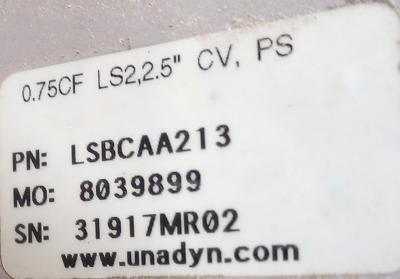 0.75CF LS2,2.5" CV, PS
PN: LSBCAA213
MO: 8039899
SN: 31917MR02
www.unadyn.com